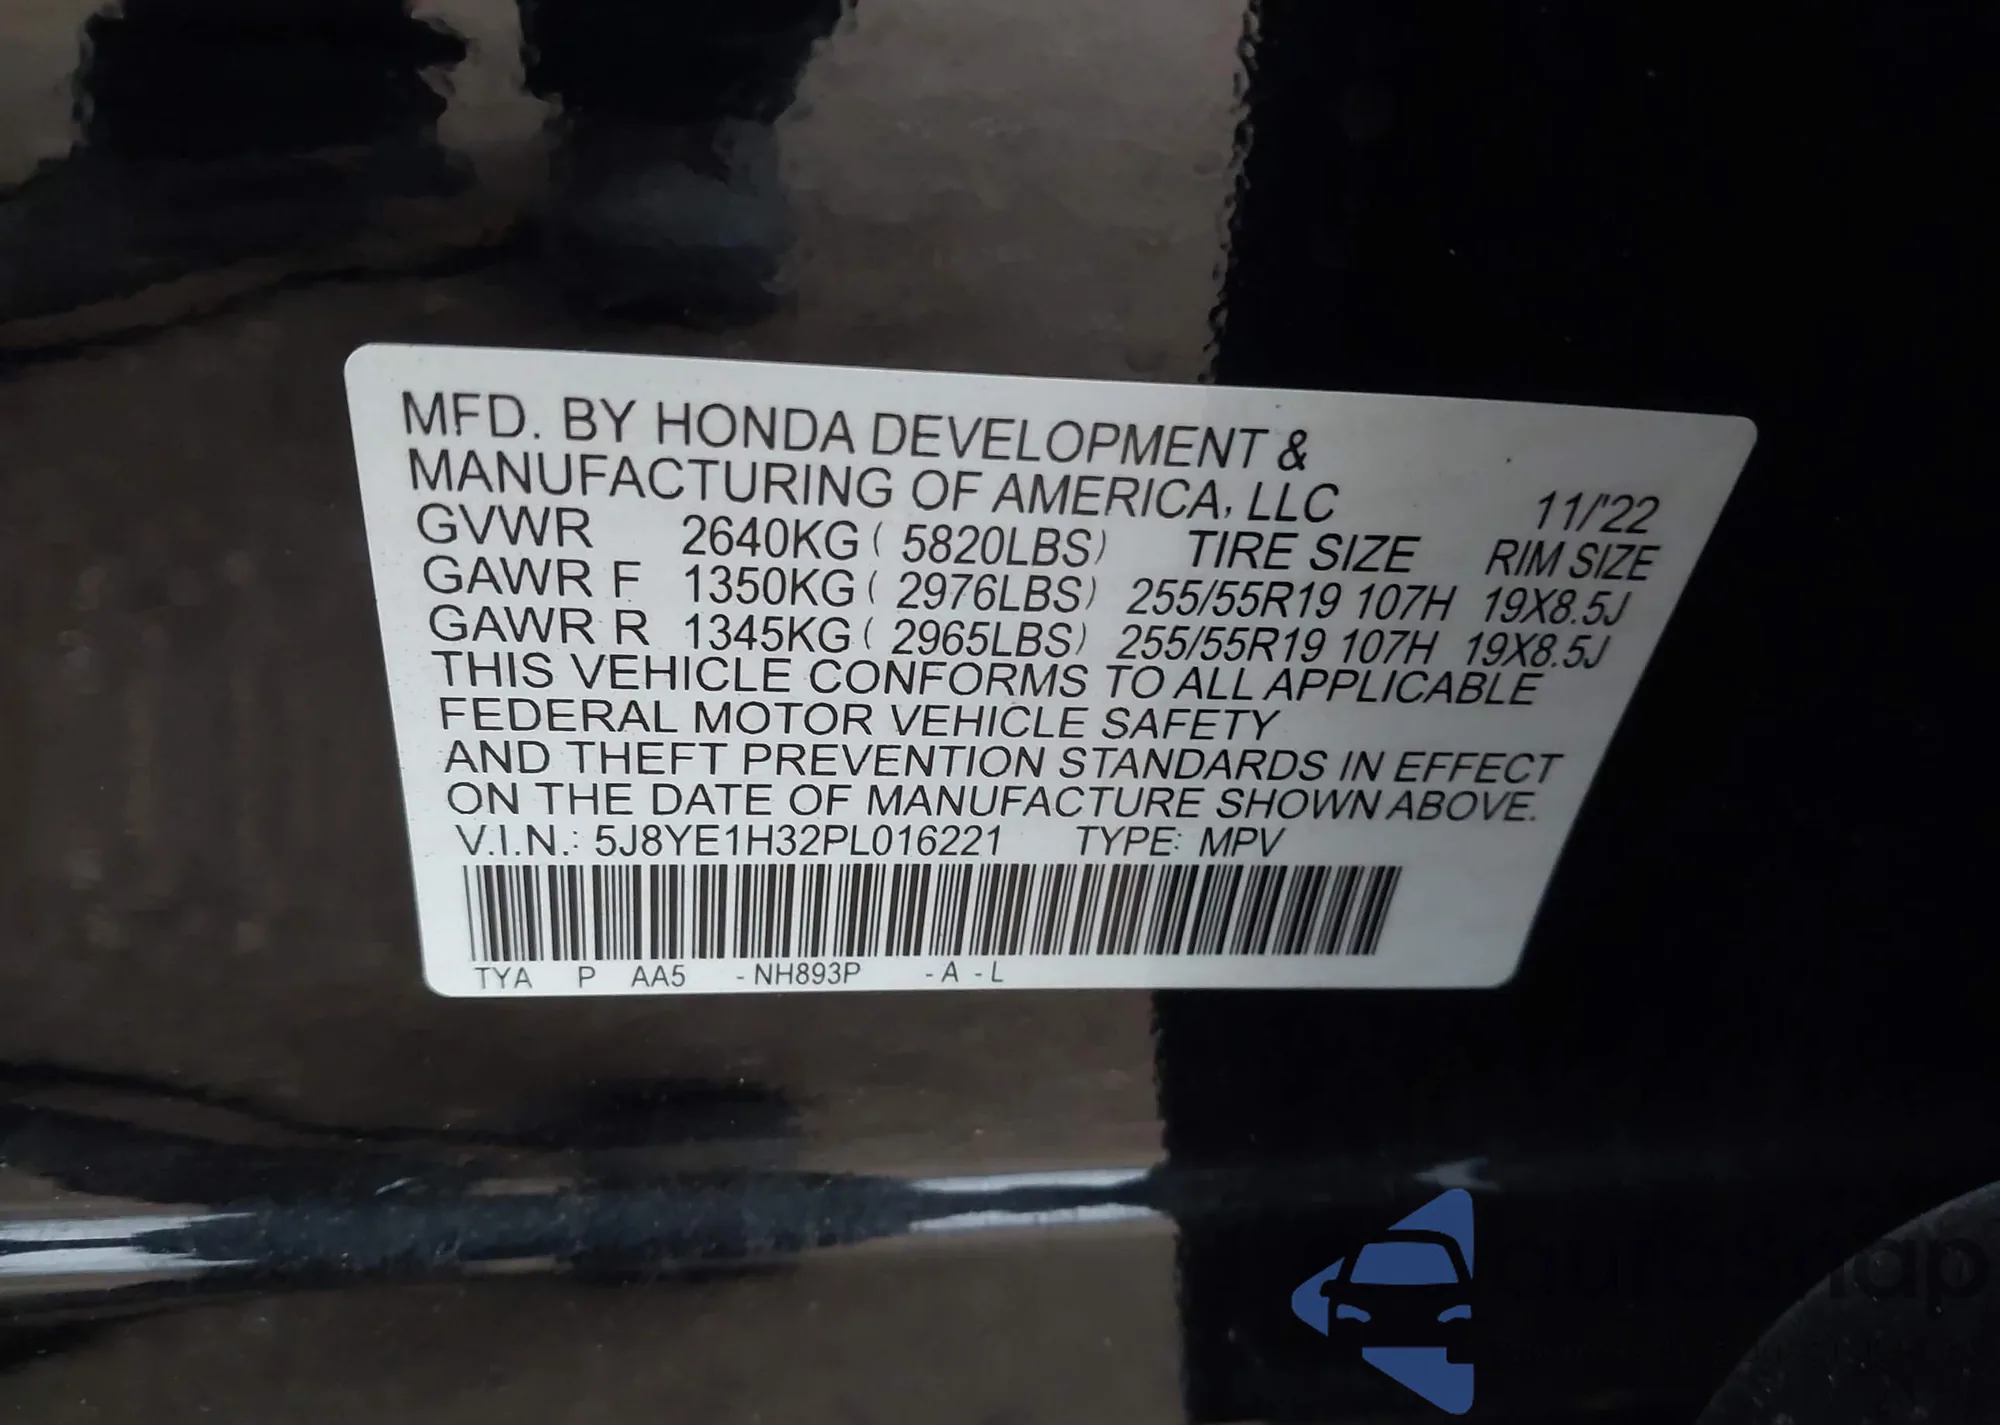 MFD. BY HONDA DEVELOPMENT &
MANUFACTURING OF AMERICA, LLC 11/'22
GVWR 2640KG ( 5820LBS) TIRE SIZE RIM SIZE
GAWR F 1350KG ( 2976LBS) 255/55R19 107H 19X8.5J
GAWR R 1345KG ( 2965LBS) 255/55R19 107H 19X8.5J
THIS VEHICLE CONFORMS TO ALL APPLICABLE
FEDERAL MOTOR VEHICLE SAFETY
AND THEFT PREVENTION STANDARDS IN EFFECT
ON THE DATE OF MANUFACTURE SHOWN ABOVE.
V.I.N.: 5J8YE1H32PL016221 TYPE: MPV
TYA P AA5 -NH893P -A -L